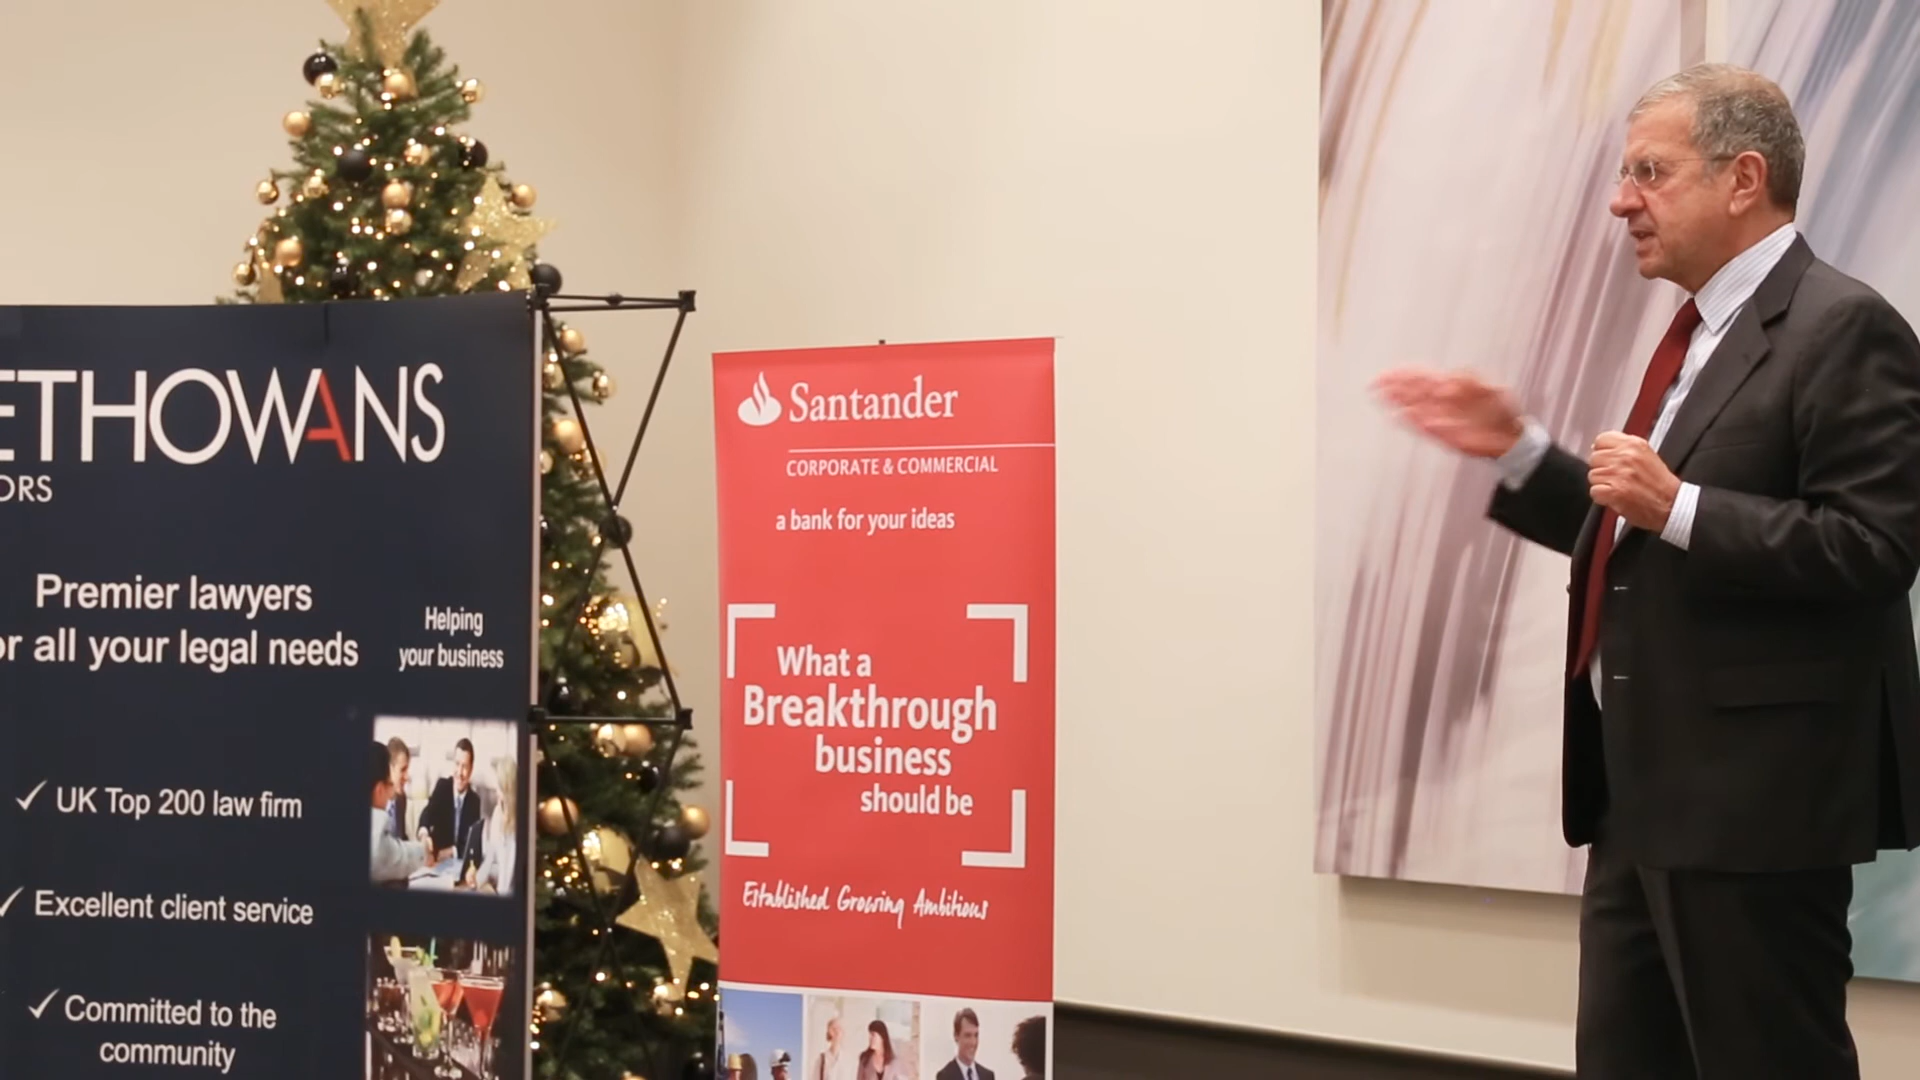 ETHOWANS
ORS
Premier lawyers
or all your legal needs
Helping
your business
✓ UK Top 200 law firm
✓ Excellent client service
✓ Committed to the
community
Santander
CORPORATE & COMMERCIAL
a bank for your ideas
What a
Breakthrough
business
should be
Established Growing Ambitious